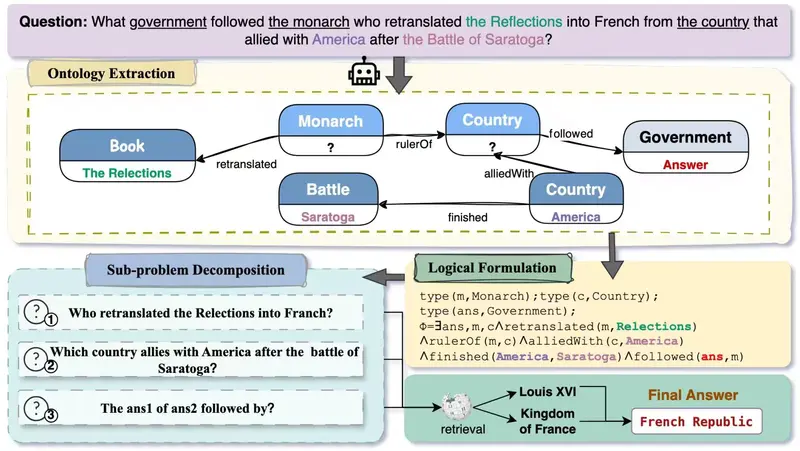 Question: What government followed the monarch who retranslated the Reflections into French from the country that
allied with America after the Battle of Saratoga?
Ontology Extraction
Book
The Relections
retranslated
Monarch
?
rulerOf
Country
?
followed
Government
Answer
alliedWith
Battle
Saratoga
finished
Country
America
Sub-problem Decomposition
? 1 Who retranslated the Relections into Franch?
? 2 Which country allies with America after the battle of
Saratoga?
? 3 The ans1 of ans2 followed by?
Logical Formulation
type(m,Monarch);type(c,Country);
type(ans,Government);
Φ=∃ans,m,c∧retranslated(m,Relections)
∧rulerOf(m,c)∧alliedWith(c,America)
∧finished(America,Saratoga)∧followed(ans,m)
retrieval
Louis XVI
Kingdom
of France
Final Answer
French Republic